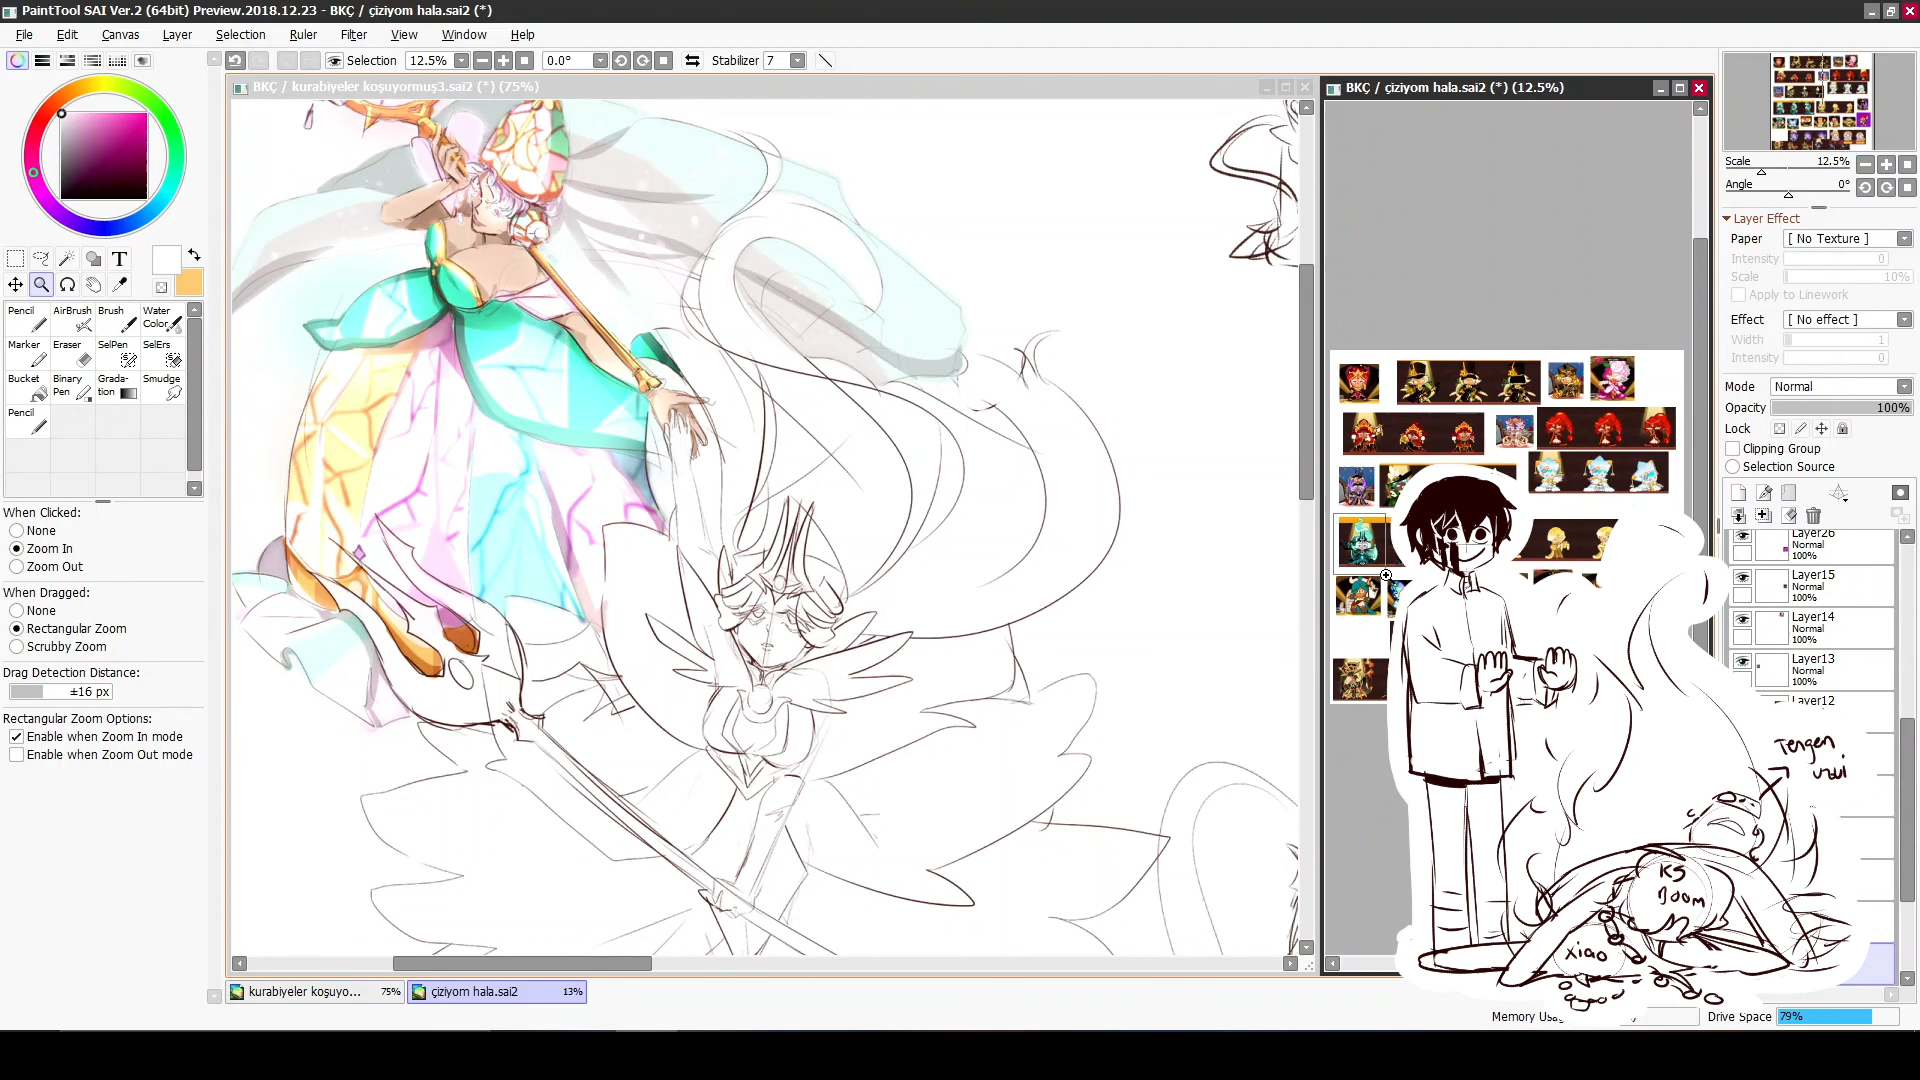 PaintTool SAI Ver.2 (64bit) Preview.2018.12.23 - BKÇ / çiziyom hala.sai2 (*)
File Edit Canvas Layer Selection Ruler Filter View Window Help
Selection 12.5% 0.0° Stabilizer 7
BKÇ / kurabiyeler koşuyormuş3.sai2 (*) (75%)
BKÇ / çiziyom hala.sai2 (*) (12.5%)
Scale 12.5%
Angle 0°
Layer Effect
Paper [ No Texture ]
Intensity 0
Scale 10%
Apply to Linework
Effect [ No effect ]
Width 1
Intensity 0
Mode Normal
Opacity 100%
Lock
Clipping Group
Selection Source
Layer26
Normal
100%
Layer15
Normal
100%
Layer14
Normal
100%
Layer13
Normal
100%
Layer12
T
Pencil AirBrush Brush Water Color
Marker Eraser SelPen SelErs
Bucket Binary Pen Grada-tion Smudge
Pencil
When Clicked:
None
Zoom In
Zoom Out
When Dragged:
None
Rectangular Zoom
Scrubby Zoom
Drag Detection Distance:
±16 px
Rectangular Zoom Options:
Enable when Zoom In mode
Enable when Zoom Out mode
Tengen
uzui
KS
Boom
xiao
kurabiyeler koşuyo... 75%
çiziyom hala.sai2 13%
Drive Space 79%